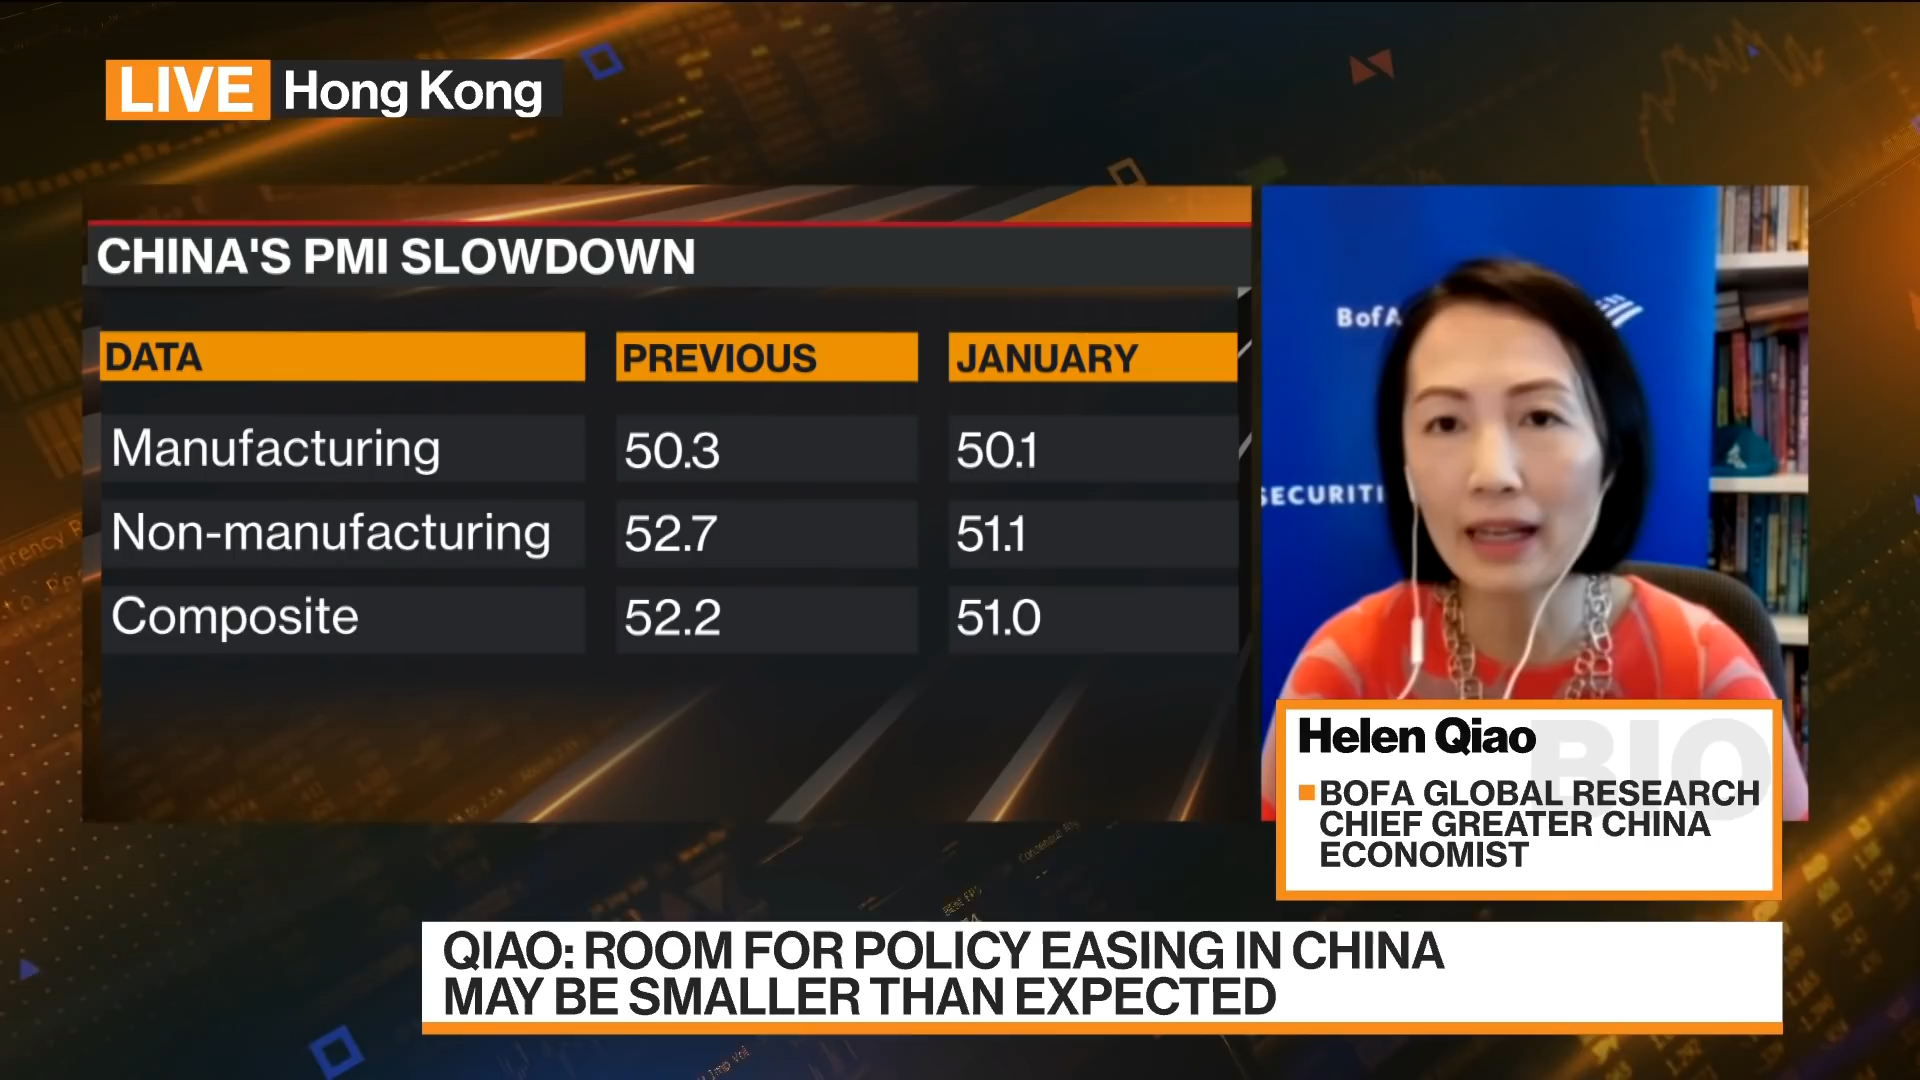 LIVE Hong Kong
CHINA'S PMI SLOWDOWN
DATA PREVIOUS JANUARY
Manufacturing 50.3 50.1
Non-manufacturing 52.7 51.1
Composite 52.2 51.0
BofA
SECURITI
BIO
Helen Qiao
BOFA GLOBAL RESEARCH
CHIEF GREATER CHINA
ECONOMIST
QIAO: ROOM FOR POLICY EASING IN CHINA
MAY BE SMALLER THAN EXPECTED